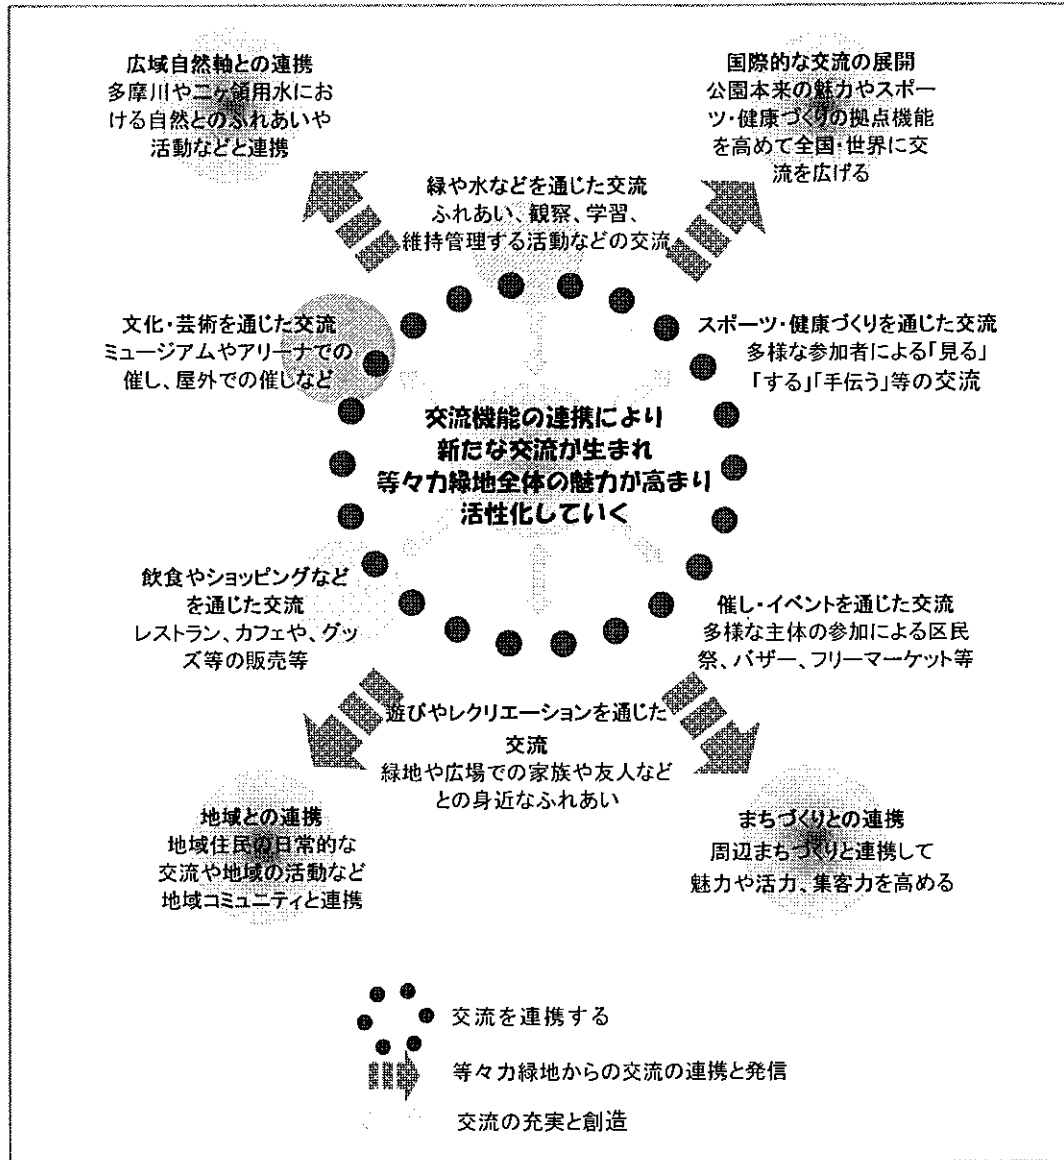 広域自然軸との連携
多摩川や二ヶ領用水にお
ける自然とのふれあいや
活動などと連携
国際的な交流の展開
公園本来の魅力やスポー
ツ・健康づくりの拠点機能
を高めて全国・世界に交
流を広げる
緑や水などを通じた交流
ふれあい、観察、学習、
維持管理する活動などの交流
文化・芸術を通じた交流
ミュージアムやアリーナでの
催し、屋外での催しなど
スポーツ・健康づくりを通じた交流
多様な参加者による「見る」
「する」「手伝う」等の交流
交流機能の連携により
新たな交流が生まれ
等々力緑地全体の魅力が高まり
活性化していく
飲食やショッピングなど
を通じた交流
レストラン、カフェや、グッ
ズ等の販売等
催し・イベントを通じた交流
多様な主体の参加による区民
祭、バザー、フリーマーケット等
遊びやレクリエーションを通じた
交流
緑地や広場での家族や友人など
との身近なふれあい
地域との連携
地域住民の日常的な
交流や地域の活動など
地域コミュニティと連携
まちづくりとの連携
周辺まちづくりと連携して
魅力や活力、集客力を高める
交流を連携する
等々力緑地からの交流の連携と発信
交流の充実と創造